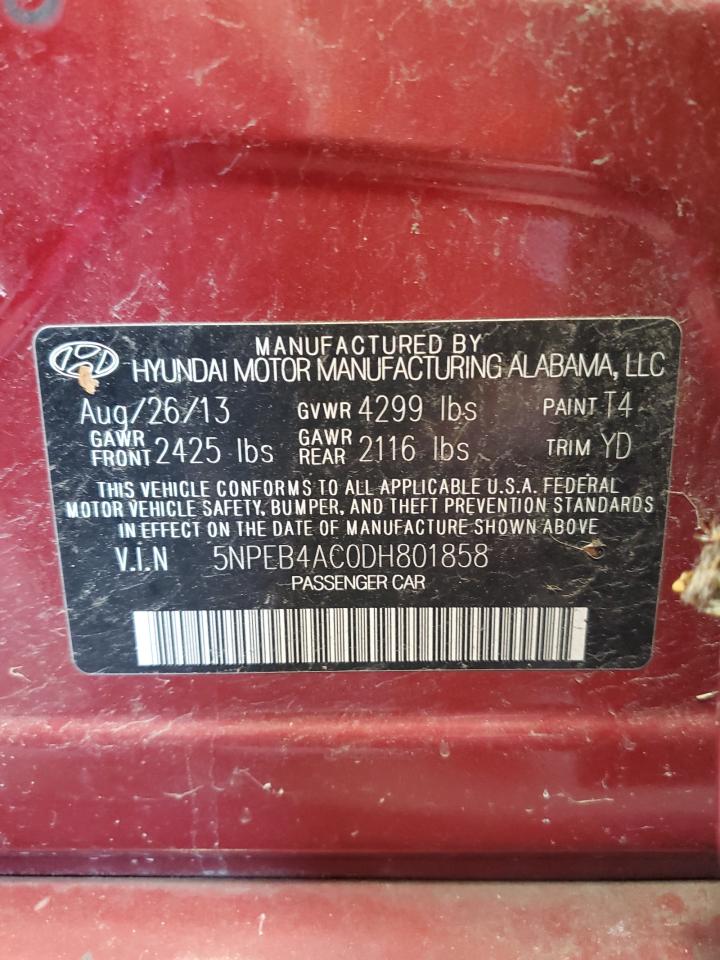 MANUFACTURED BY
HYUNDAI MOTOR MANUFACTURING ALABAMA, LLC
Aug/26/13 GVWR 4299 lbs PAINT T4
GAWR FRONT 2425 lbs GAWR REAR 2116 lbs TRIM YD
THIS VEHICLE CONFORMS TO ALL APPLICABLE U.S.A. FEDERAL
MOTOR VEHICLE SAFETY, BUMPER, AND THEFT PREVENTION STANDARDS
IN EFFECT ON THE DATE OF MANUFACTURE SHOWN ABOVE
V.I.N 5NPEB4AC0DH801858
PASSENGER CAR